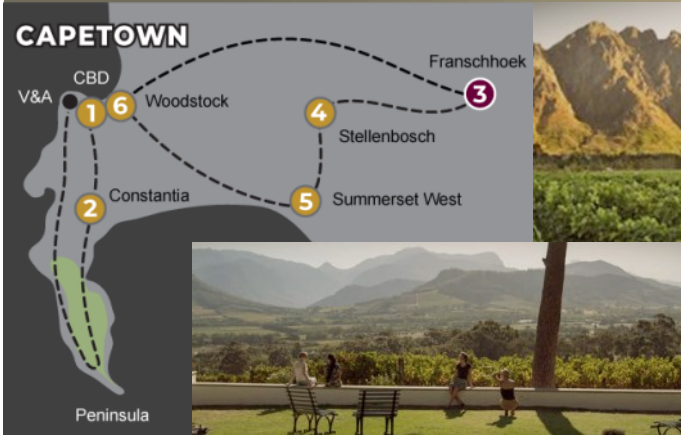 CAPETOWN
Franschhoek
CBD
V&A
1
6
Woodstock
3
4
Stellenbosch
Constantia
2
5
Summerset West
Peninsula